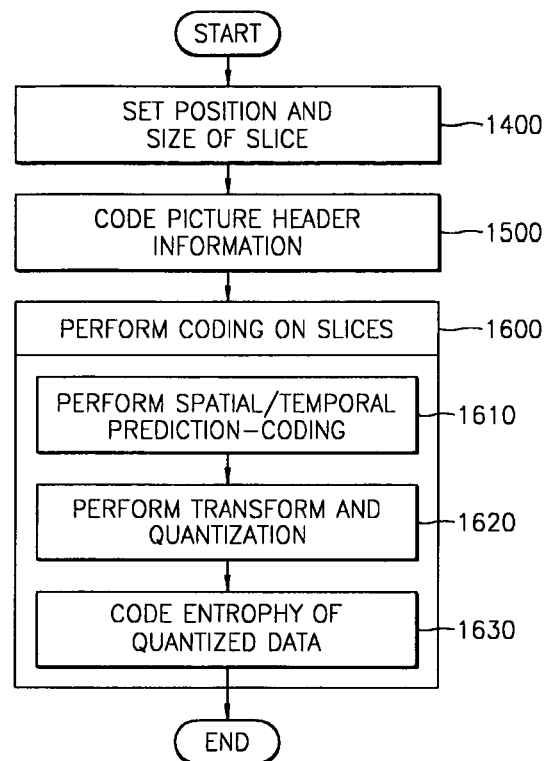 START
SET POSITION AND
SIZE OF SLICE
1400
CODE PICTURE HEADER
INFORMATION
1500
PERFORM CODING ON SLICES
1600
PERFORM SPATIAL/TEMPORAL
PREDICTION-CODING
1610
PERFORM TRANSFORM AND
QUANTIZATION
1620
CODE ENTROPHY OF
QUANTIZED DATA
1630
END